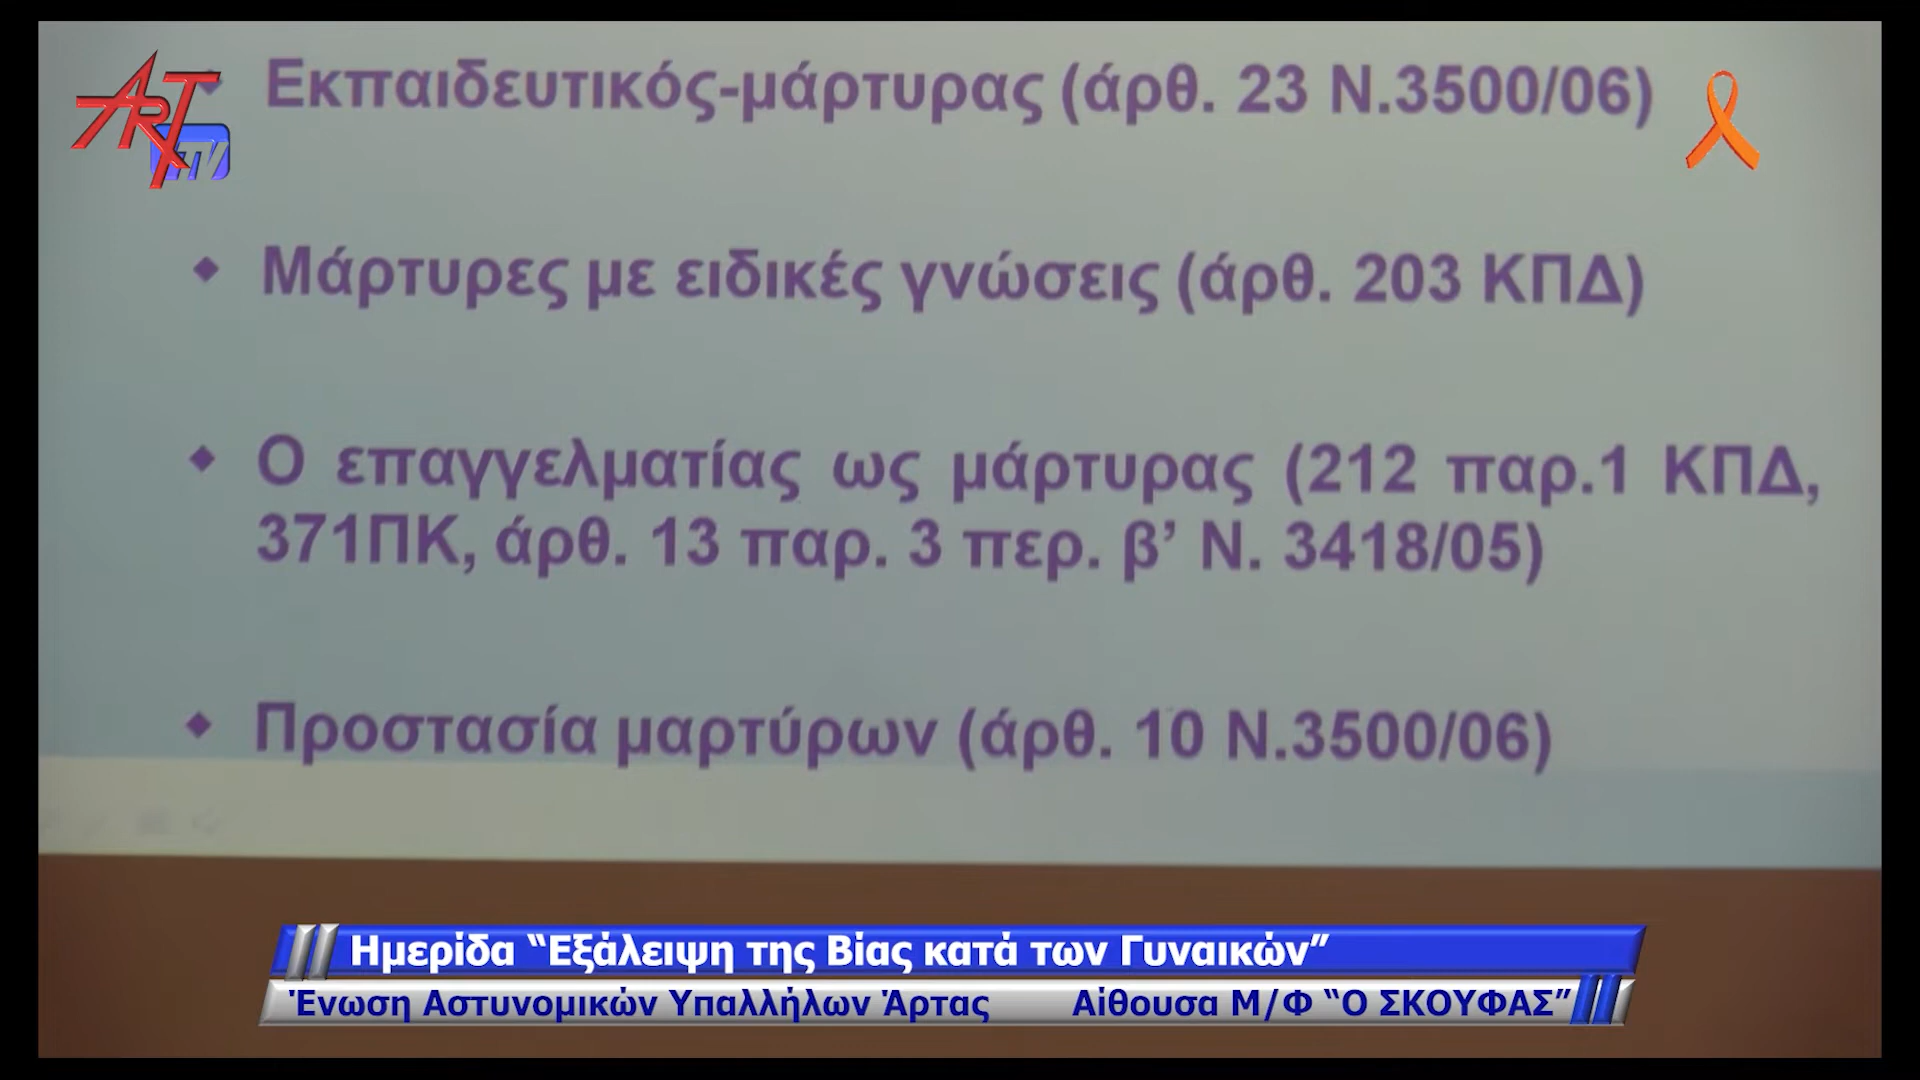 ART TV
Εκπαιδευτικός-μάρτυρας (άρθ. 23 Ν.3500/06)
Μάρτυρες με ειδικές γνώσεις (άρθ. 203 ΚΠΔ)
Ο επαγγελματίας ως μάρτυρας (212 παρ.1 ΚΠΔ,
371ΠΚ, άρθ. 13 παρ. 3 περ. β’ Ν. 3418/05)
Προστασία μαρτύρων (άρθ. 10 Ν.3500/06)
Ημερίδα “Εξάλειψη της Βίας κατά των Γυναικών”
Ένωση Αστυνομικών Υπαλλήλων Άρτας Αίθουσα Μ/Φ “Ο ΣΚΟΥΦΑΣ”